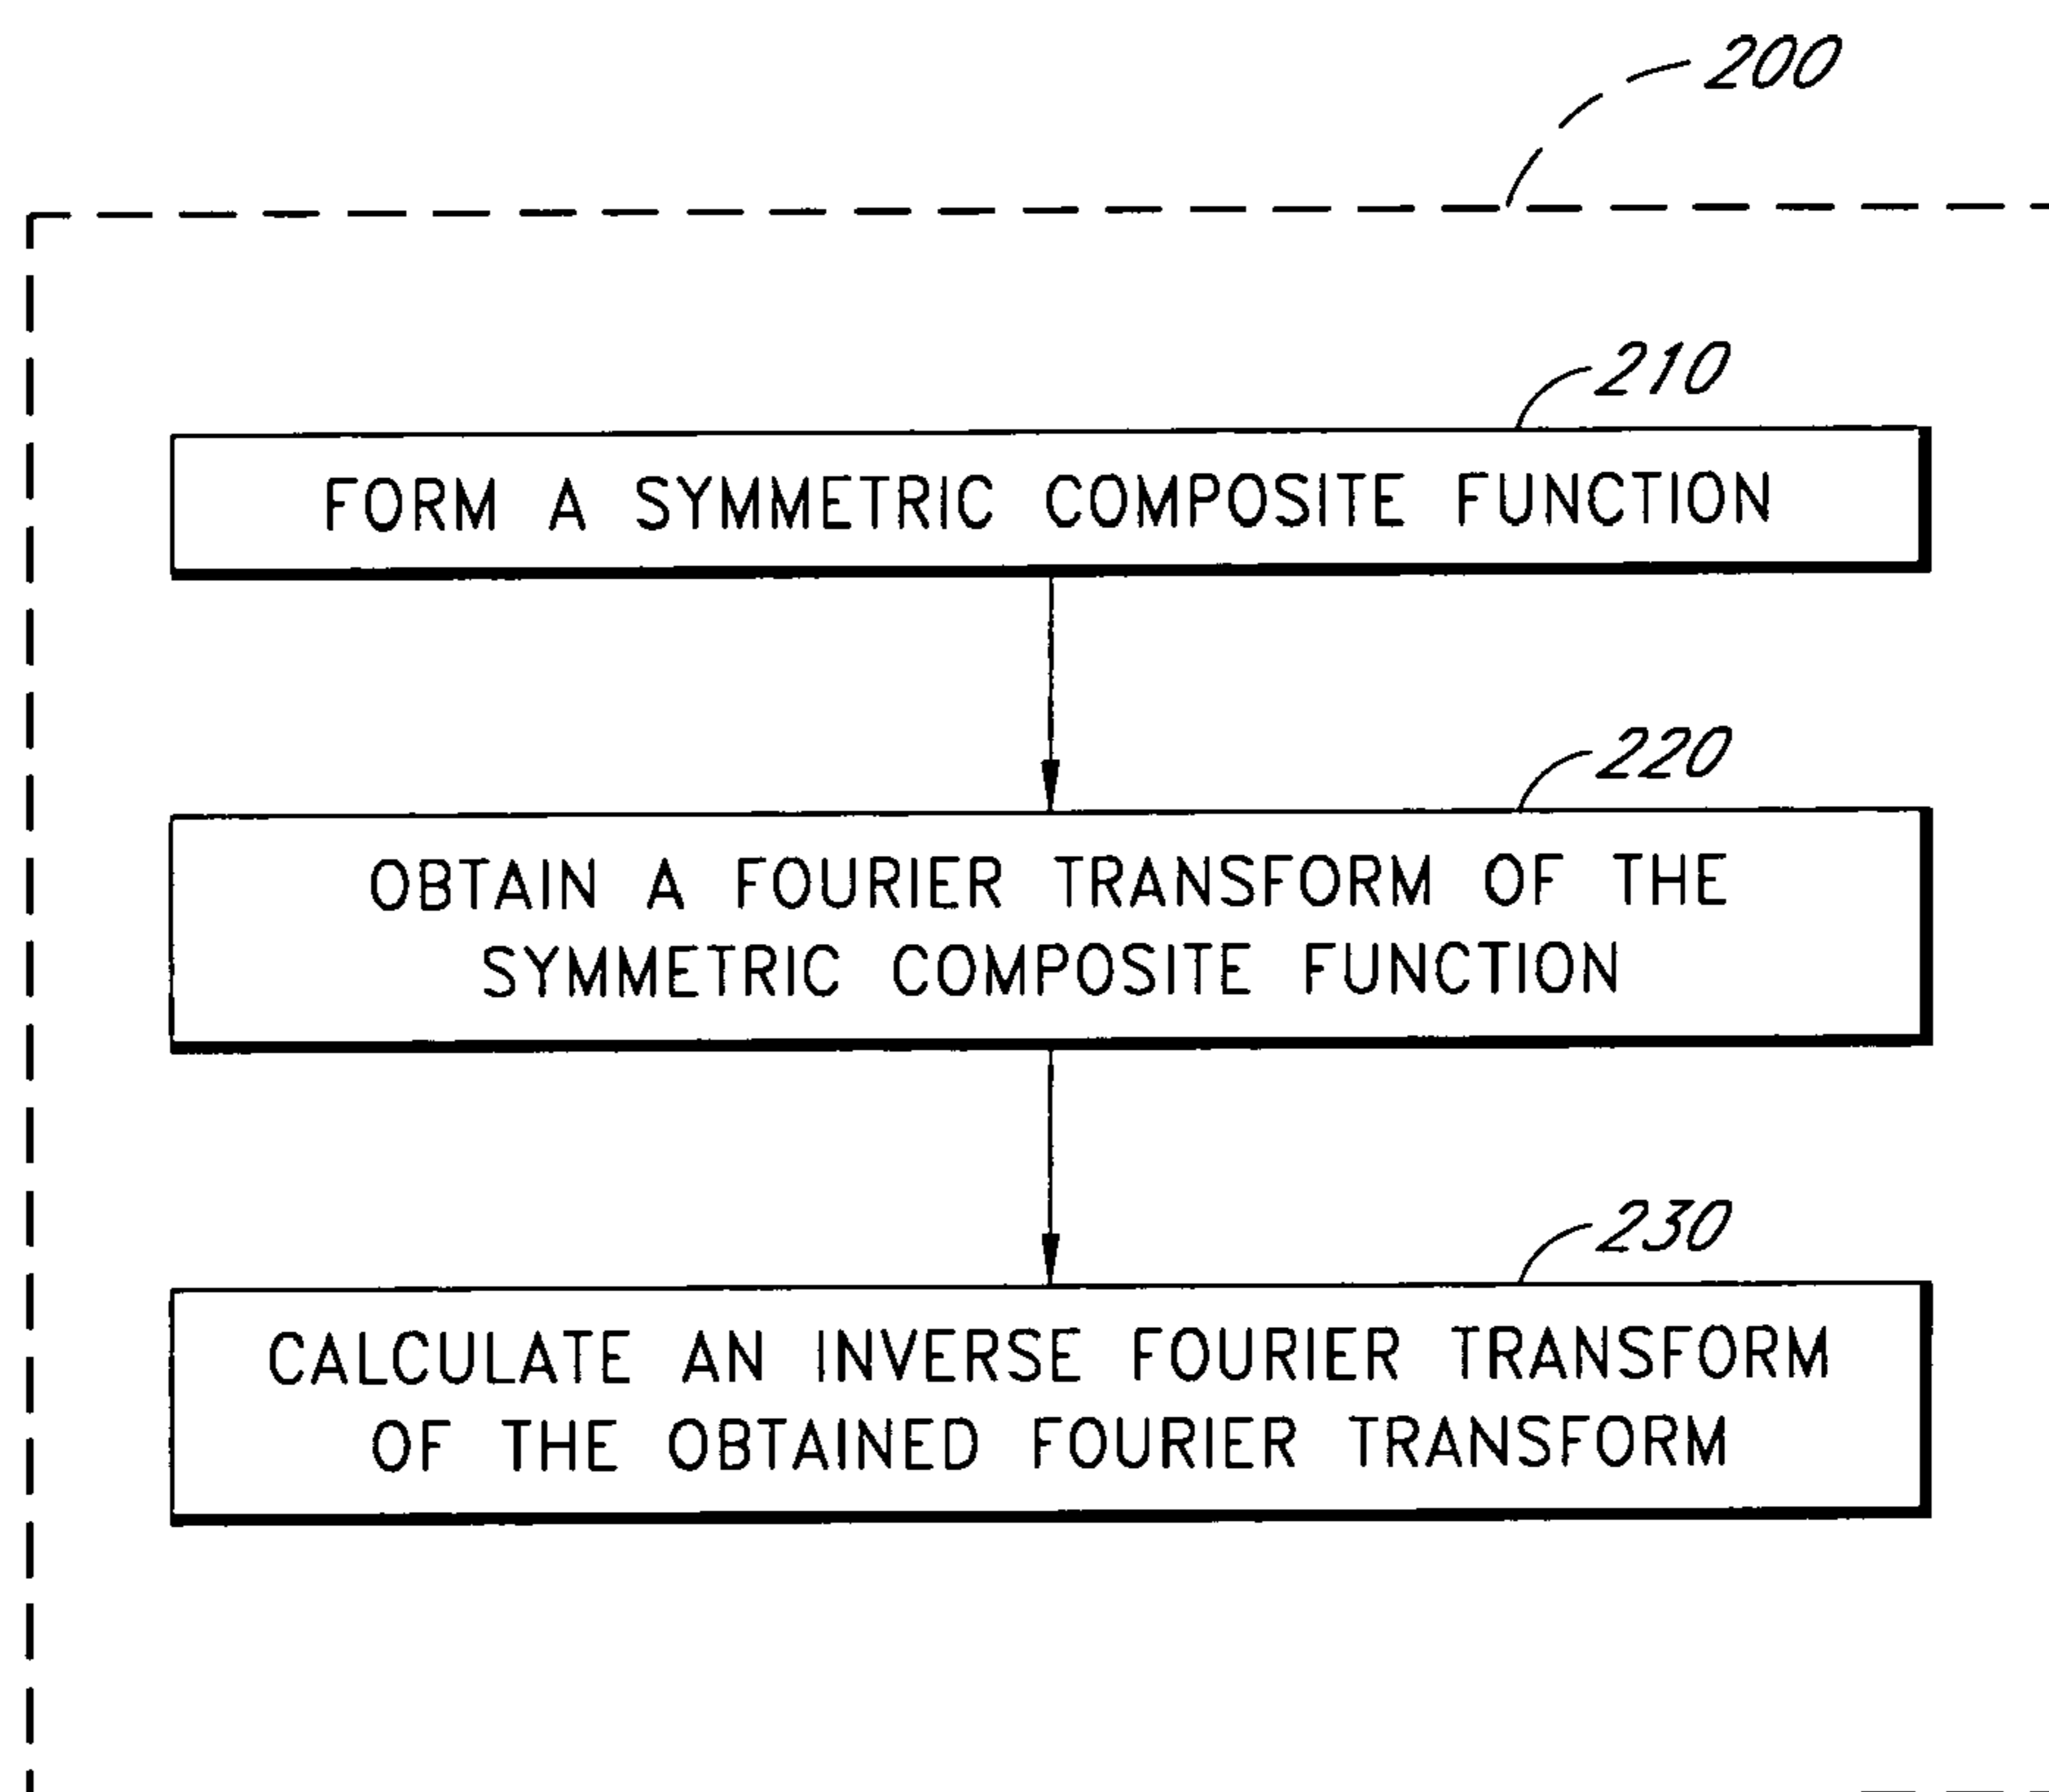 200
210
FORM A SYMMETRIC COMPOSITE FUNCTION
220
OBTAIN A FOURIER TRANSFORM OF THE
SYMMETRIC COMPOSITE FUNCTION
230
CALCULATE AN INVERSE FOURIER TRANSFORM
OF THE OBTAINED FOURIER TRANSFORM